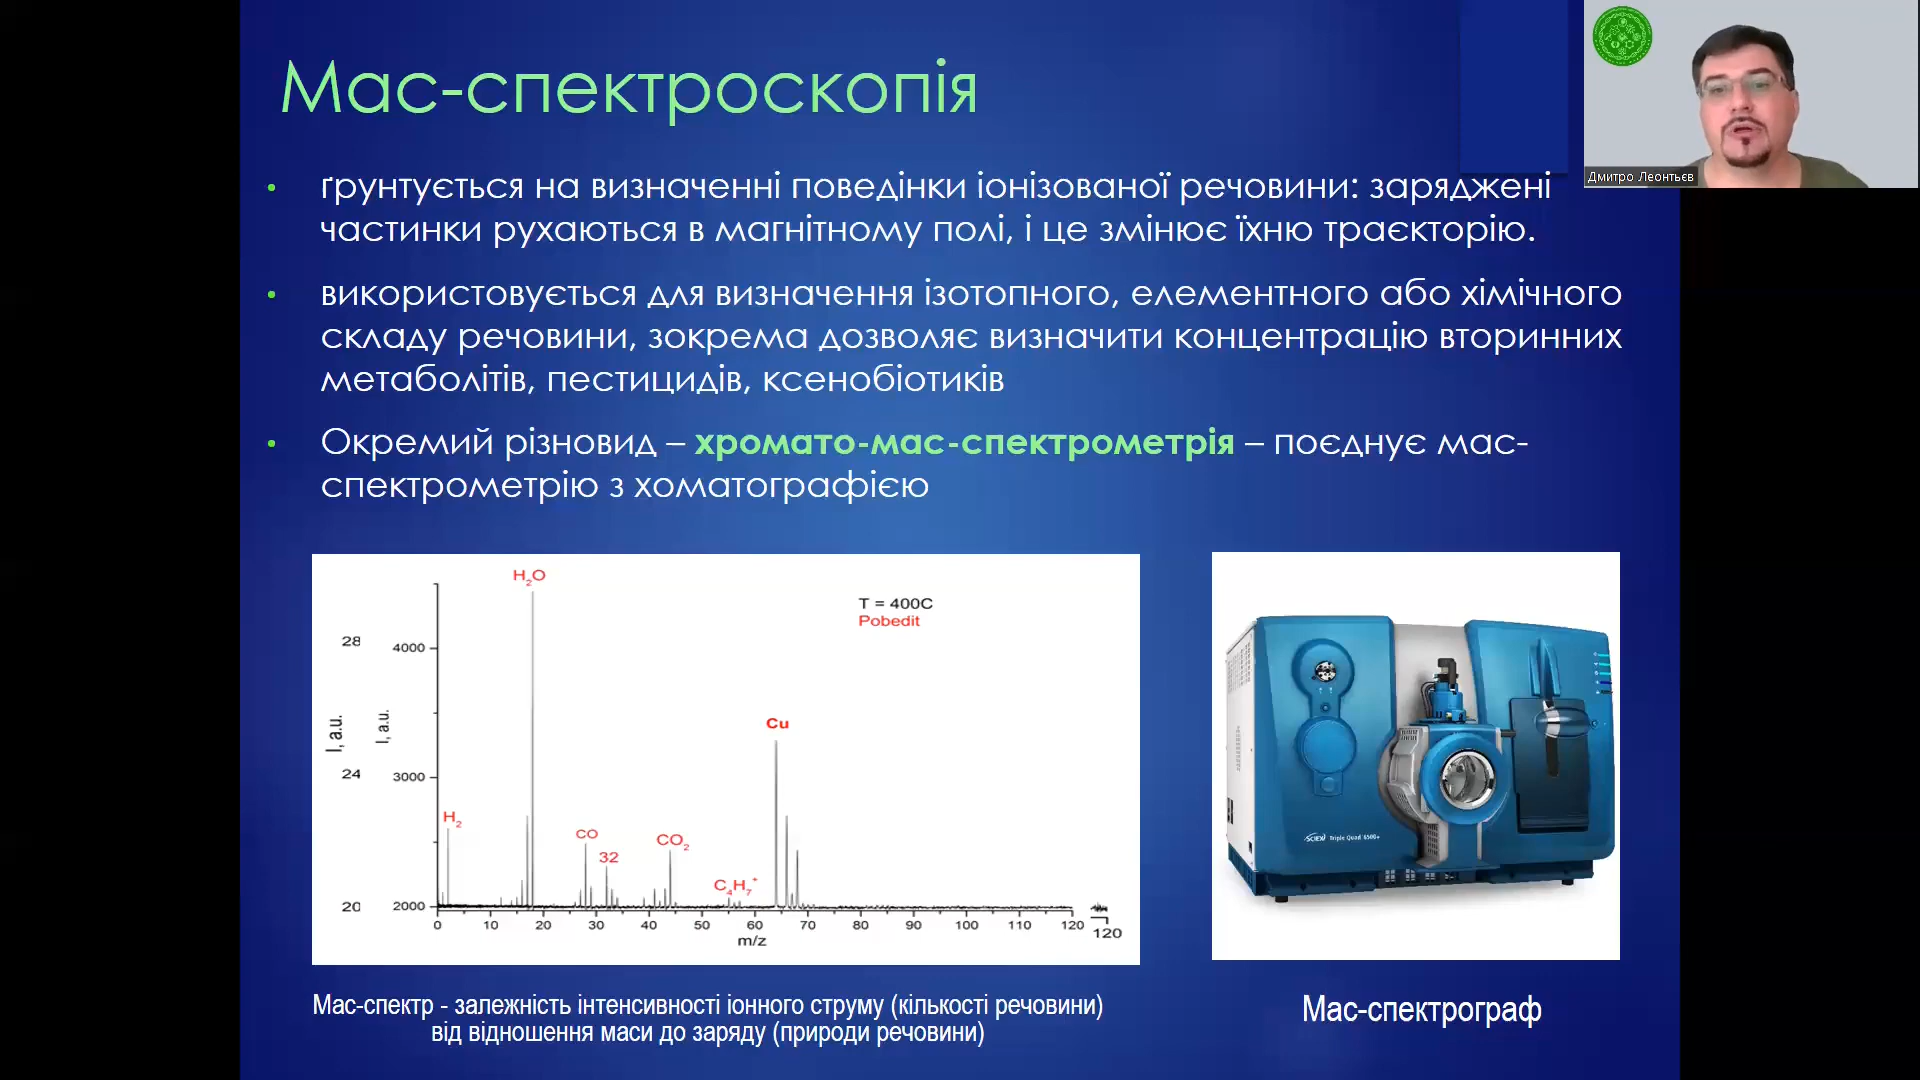 Мас-спектроскопія
Дмитро Леонтьєв
• ґрунтується на визначенні поведінки іонізованої речовини: заряджені
частинки рухаються в магнітному полі, і це змінює їхню траєкторію.
• використовується для визначення ізотопного, елементного або хімічного
складу речовини, зокрема дозволяє визначити концентрацію вторинних
метаболітів, пестицидів, ксенобіотиків
• Окремий різновид – хромато-мас-спектрометрія – поєднує мас-
спектрометрію з хоматографією
H₂O
T = 400C
Pobedit
28
4000
Cu
I, a.u.
I, a.u.
24
3000
H₂
CO
CO₂
32
C₄H₇⁺
20
2000
0 10 20 30 40 50 60 70 80 90 100 110 120
120
m/z
SCIEX Triple Quad 6500+
Мас-спектр - залежність інтенсивності іонного струму (кількості речовини)
від відношення маси до заряду (природи речовини)
Мас-спектрограф